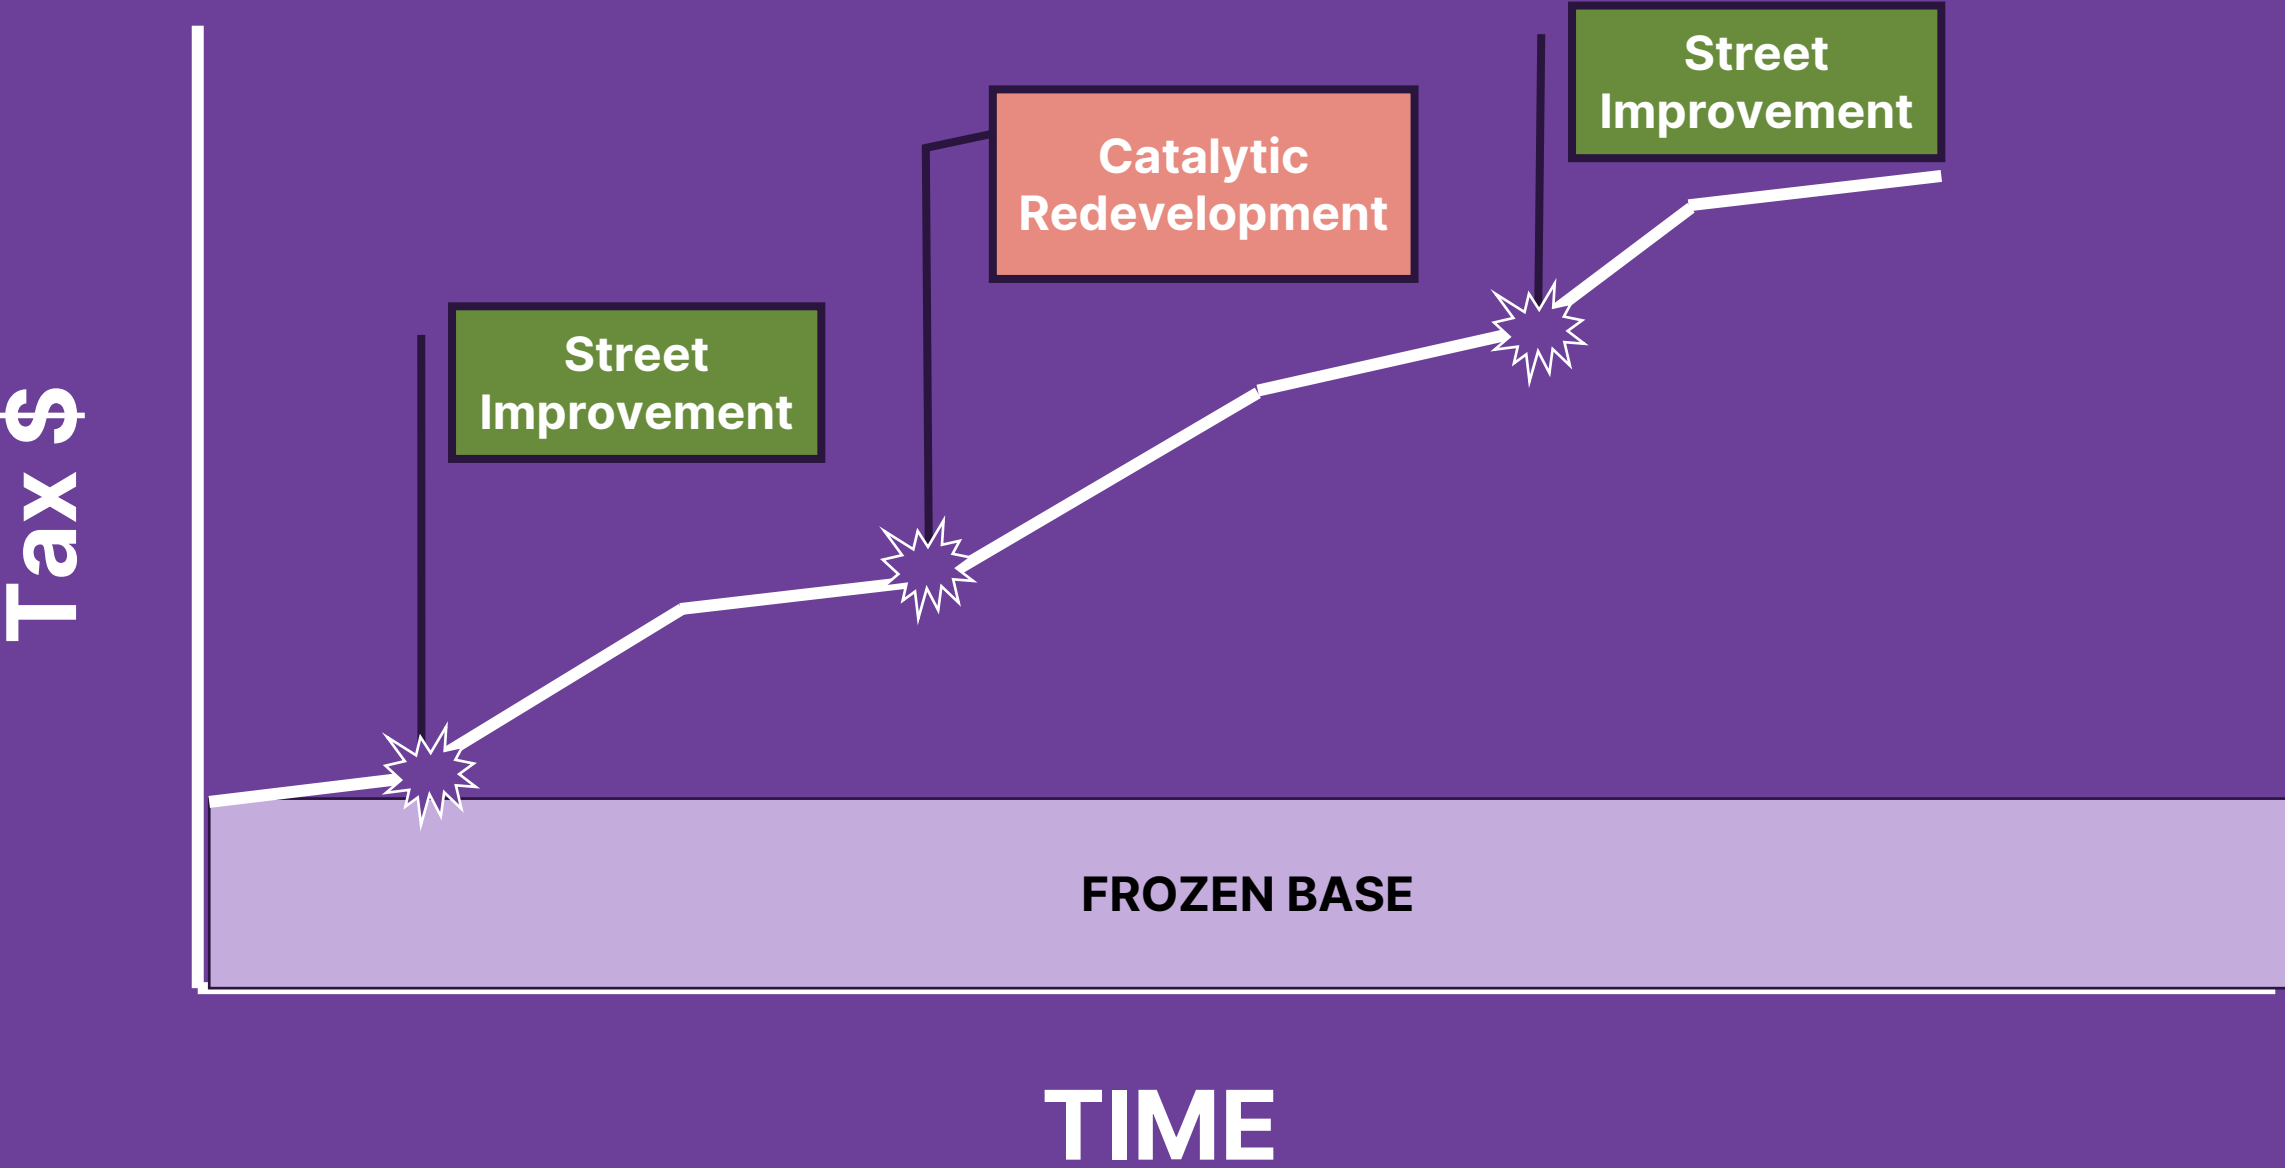 Street
Improvement
Catalytic
Redevelopment
Street
Improvement
Tax $
FROZEN BASE
TIME